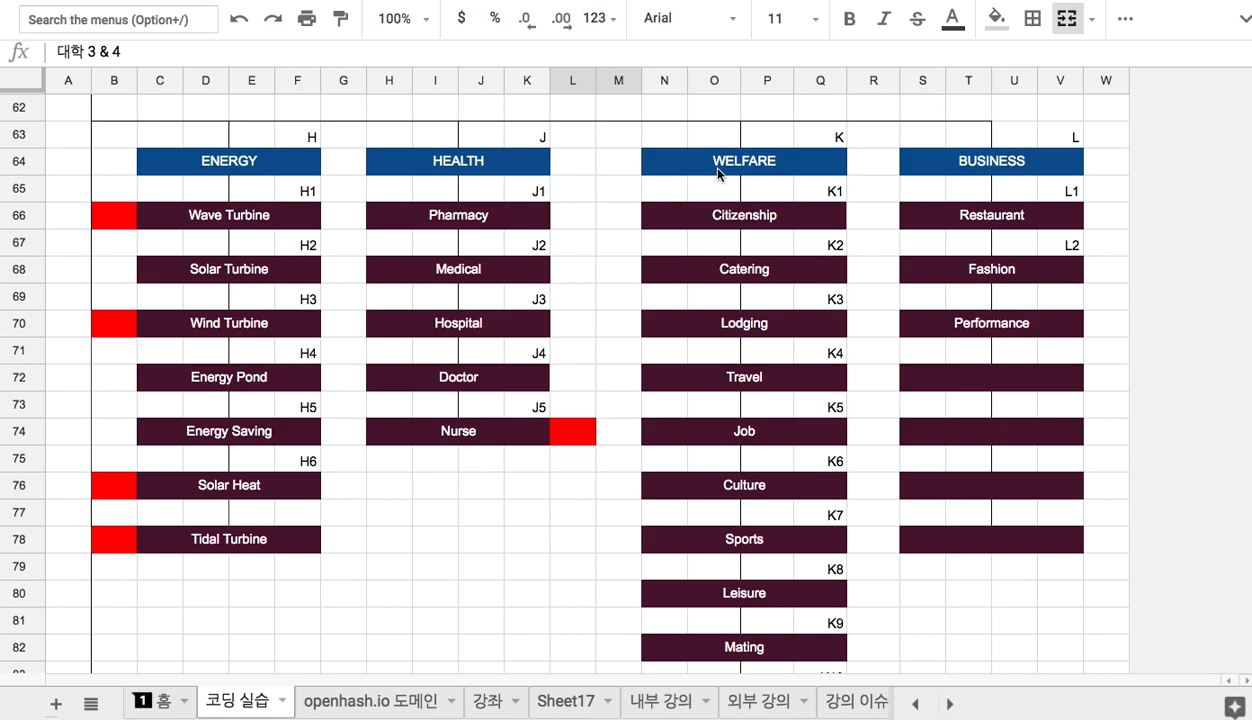 Search the menus (Option+/) 100% $ % .0 .00 123 Arial 11 B I S A
fx 대학 3 & 4
A B C D E F G H I J K L M N O P Q R S T U V W
62
63 H J K L
64 ENERGY HEALTH WELFARE BUSINESS
65 H1 J1 K1 L1
66 Wave Turbine Pharmacy Citizenship Restaurant
67 H2 J2 K2 L2
68 Solar Turbine Medical Catering Fashion
69 H3 J3 K3
70 Wind Turbine Hospital Lodging Performance
71 H4 J4 K4
72 Energy Pond Doctor Travel
73 H5 J5 K5
74 Energy Saving Nurse Job
75 H6 K6
76 Solar Heat Culture
77 K7
78 Tidal Turbine Sports
79 K8
80 Leisure
81 K9
82 Mating
1 홈 코딩 실습 openhash.io 도메인 강좌 Sheet17 내부 강의 외부 강의 강의 이슈